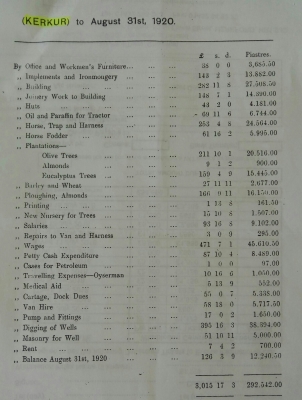 (KERKUR) to August 31st, 1920.
£ s. d. Piastres.
By Office and Workmen's Furniture... 38 0 0 3,685.50
„ Implements and Ironmongery ... 143 2 3 13.882.00
„ Building ... 282 11 8 27.508.50
„ Joinery Work to Building ... 148 7 1 14.390.00
„ Huts ... 43 2 0 4.181.00
„ Oil and Paraffin for Tractor ... 69 11 6 6.744.00
„ Horse, Trap and Harness ... 253 4 8 24,564.00
„ Horse Fodder ... 61 16 2 5.995.00
„ Plantations—
Olive Trees ... 211 10 1 20.516.00
Almonds ... 9 1 2 900.00
Eucalyptus Trees ... 159 4 0 15.445.00
„ Barley and Wheat ... 27 11 11 2.677.00
„ Ploughing, Almonds ... 166 0 11 16.150.00
„ Printing ... 1 13 8 161.50
„ New Nursery for Trees ... 15 10 8 1.507.00
„ Salaries ... 93 16 8 9.102.00
„ Repairs to Van and Harness ... 3 0 0 295.00
„ Wages ... 471 7 1 45.610.50
„ Petty Cash Expenditure ... 87 10 4 8.489.00
„ Cases for Petroleum ... 1 0 0 97.00
„ Travelling Expenses—Oyserman ... 10 16 6 1.050.00
„ Medical Aid ... 5 13 9 552.00
„ Cartage, Dock Dues ... 55 0 7 5.338.00
„ Van Hire ... 58 18 6 5.717.50
„ Pump and Fittings ... 17 0 2 1.650.00
„ Digging of Wells ... 395 16 3 38.394.00
„ Masonry for Well ... 51 10 11 5.000.00
„ Rent ... 7 4 2 700.00
„ Balance August 31st, 1920 ... 126 3 9 12,240.50
3,015 17 3 292,542.00